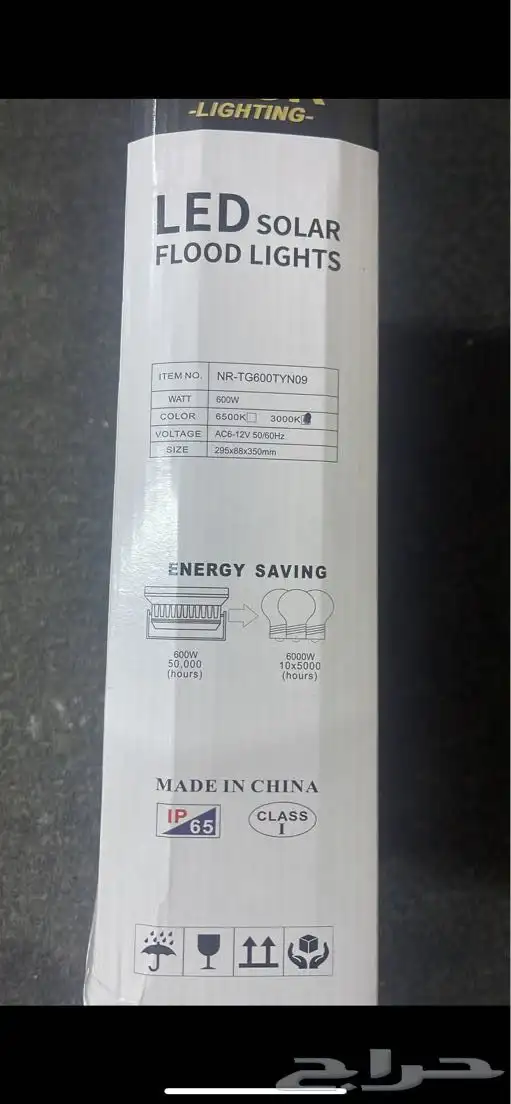 -LIGHTING-
LED SOLAR
FLOOD LIGHTS
ITEM NO. NR-TG600TYN09
WATT 600W
COLOR 6500K 3000K
VOLTAGE AC6-12V 50/60Hz
SIZE 295x88x350mm
ENERGY SAVING
600W
50,000
(hours)
6000W
10x5000
(hours)
MADE IN CHINA
IP 65
CLASS
I
حراج